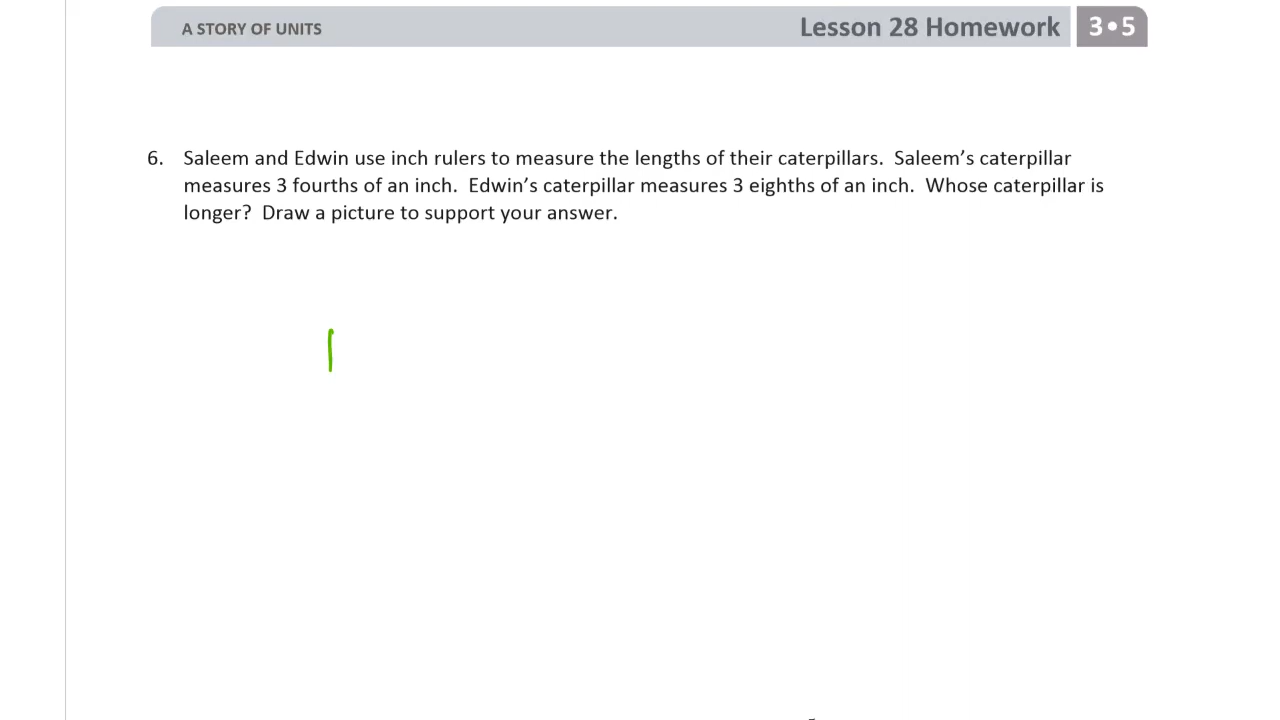 A STORY OF UNITS
Lesson 28 Homework 3•5
6. Saleem and Edwin use inch rulers to measure the lengths of their caterpillars. Saleem’s caterpillar
measures 3 fourths of an inch. Edwin’s caterpillar measures 3 eighths of an inch. Whose caterpillar is
longer? Draw a picture to support your answer.